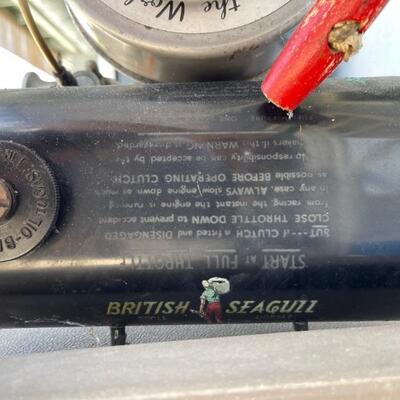 the Worl
START AT FULL THROTTLE
BUT---if CLUTCH is fitted and DISENGAGED
CLOSE THROTTLE DOWN to prevent accident
from racing the instant the engine is running
In any case, ALWAYS slow engine down as much
as possible BEFORE OPERATING CLUTCH
No responsibility can be accepted by the
makers if this WARNING is disregarded
BRITISH SEAGULL